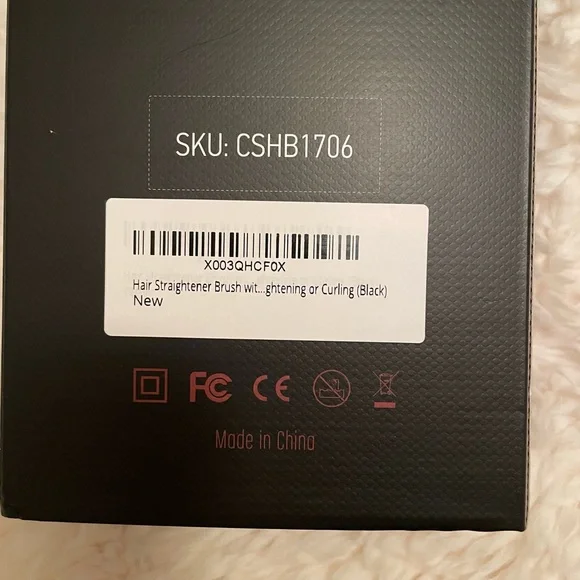 SKU: CSHB1706
X003QHCF0X
Hair Straightener Brush wit...ghtening or Curling (Black)
New
FC CE
Made in China